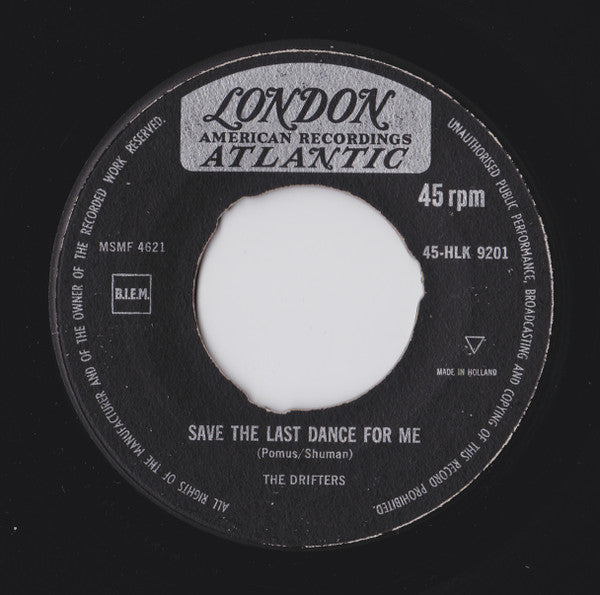 LONDON
AMERICAN RECORDINGS
ATLANTIC
45 rpm
MSMF 4621
45-HLK 9201
B.I.E.M.
MADE IN HOLLAND
SAVE THE LAST DANCE FOR ME
(Pomus/Shuman)
THE DRIFTERS
ALL RIGHTS OF THE MANUFACTURER AND OF THE OWNER OF THE RECORDED WORK RESERVED.
UNAUTHORISED PUBLIC PERFORMANCE, BROADCASTING AND COPYING OF THIS RECORD PROHIBITED.